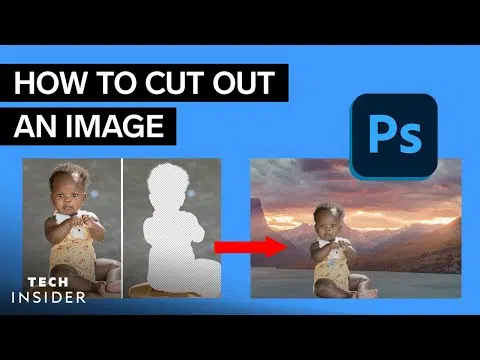 HOW TO CUT OUT
AN IMAGE
Ps
TECH
INSIDER